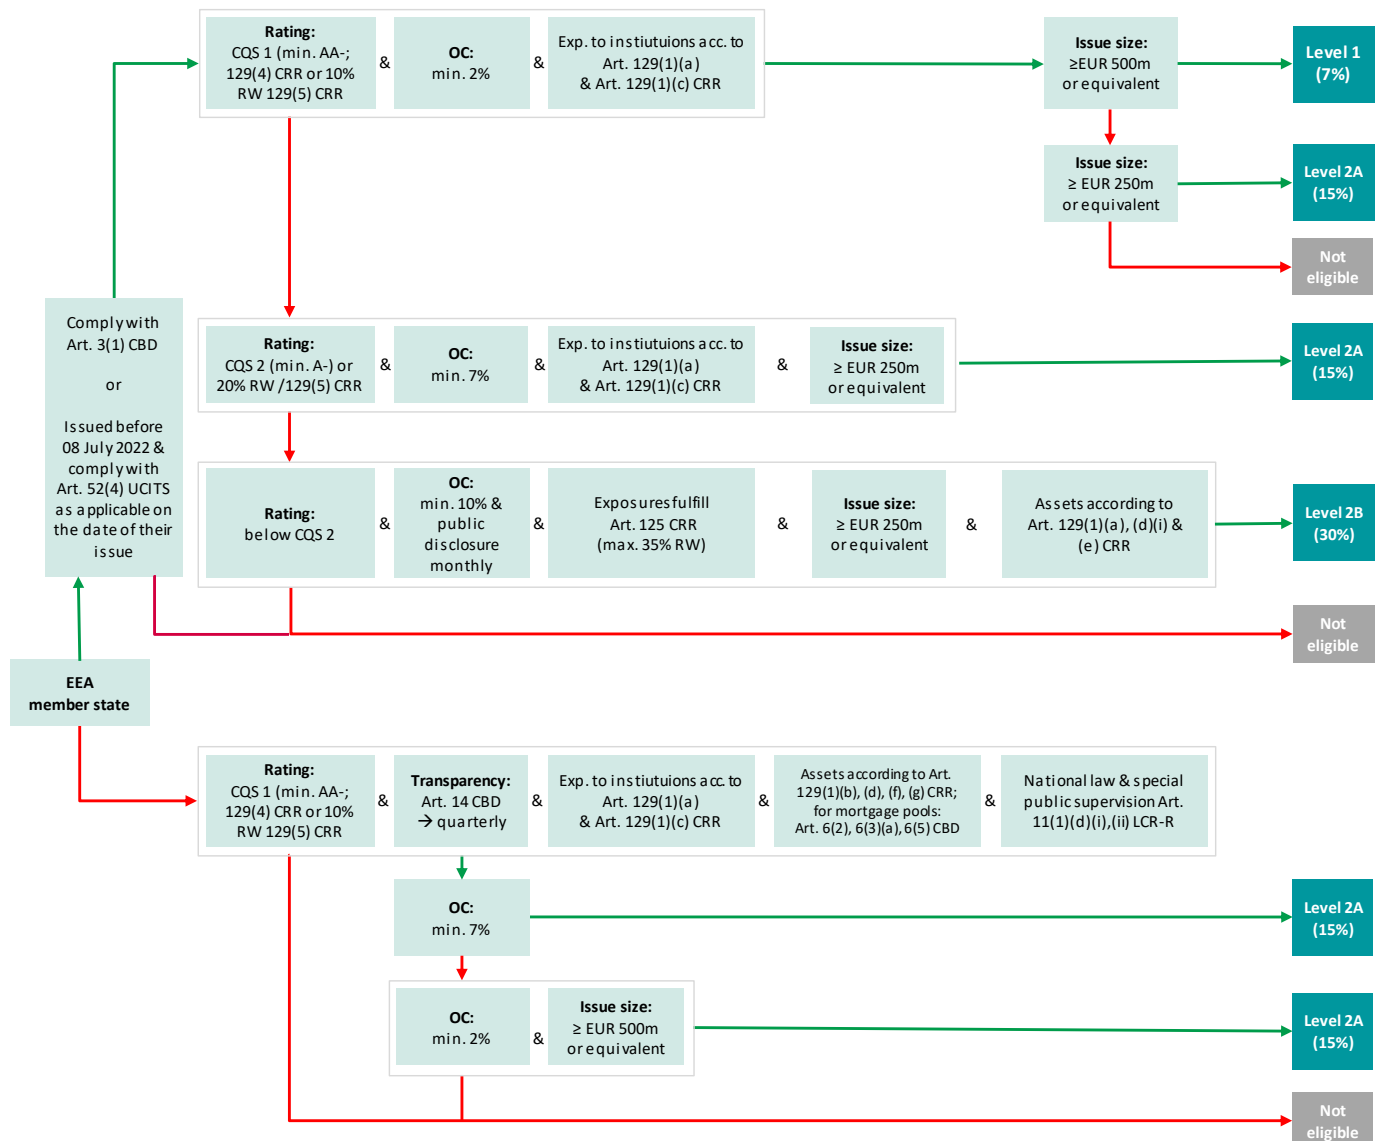 Rating:
CQS 1 (min. AA-;
129(4) CRR or 10%
RW 129(5) CRR
&
OC:
min. 2%
&
Exp. to instiutuions acc. to
Art. 129(1)(a)
& Art. 129(1)(c) CRR
Issue size:
≥EUR 500m
or equivalent
Level 1
(7%)
Issue size:
≥ EUR 250m
or equivalent
Level 2A
(15%)
Not
eligible
Comply with
Art. 3(1) CBD
or
Issued before
08 July 2022 &
comply with
Art. 52(4) UCITS
as applicable on
the date of their
issue
Rating:
CQS 2 (min. A-) or
20% RW /129(5) CRR
&
OC:
min. 7%
&
Exp. to instiutuions acc. to
Art. 129(1)(a)
& Art. 129(1)(c) CRR
&
Issue size:
≥ EUR 250m
or equivalent
Level 2A
(15%)
Rating:
below CQS 2
&
OC:
min. 10% &
public
disclosure
monthly
&
Exposures fulfill
Art. 125 CRR
(max. 35% RW)
&
Issue size:
≥ EUR 250m
or equivalent
&
Assets according to
Art. 129(1)(a), (d)(i) &
(e) CRR
Level 2B
(30%)
Not
eligible
EEA
member state
Rating:
CQS 1 (min. AA-;
129(4) CRR or 10%
RW 129(5) CRR
&
Transparency:
Art. 14 CBD
→ quarterly
&
Exp. to instiutuions acc. to
Art. 129(1)(a)
& Art. 129(1)(c) CRR
&
Assets according to Art.
129(1)(b), (d), (f), (g) CRR;
for mortgage pools:
Art. 6(2), 6(3)(a), 6(5) CBD
&
National law & special
public supervision Art.
11(1)(d)(i),(ii) LCR-R
OC:
min. 7%
Level 2A
(15%)
OC:
min. 2%
&
Issue size:
≥ EUR 500m
or equivalent
Level 2A
(15%)
Not
eligible